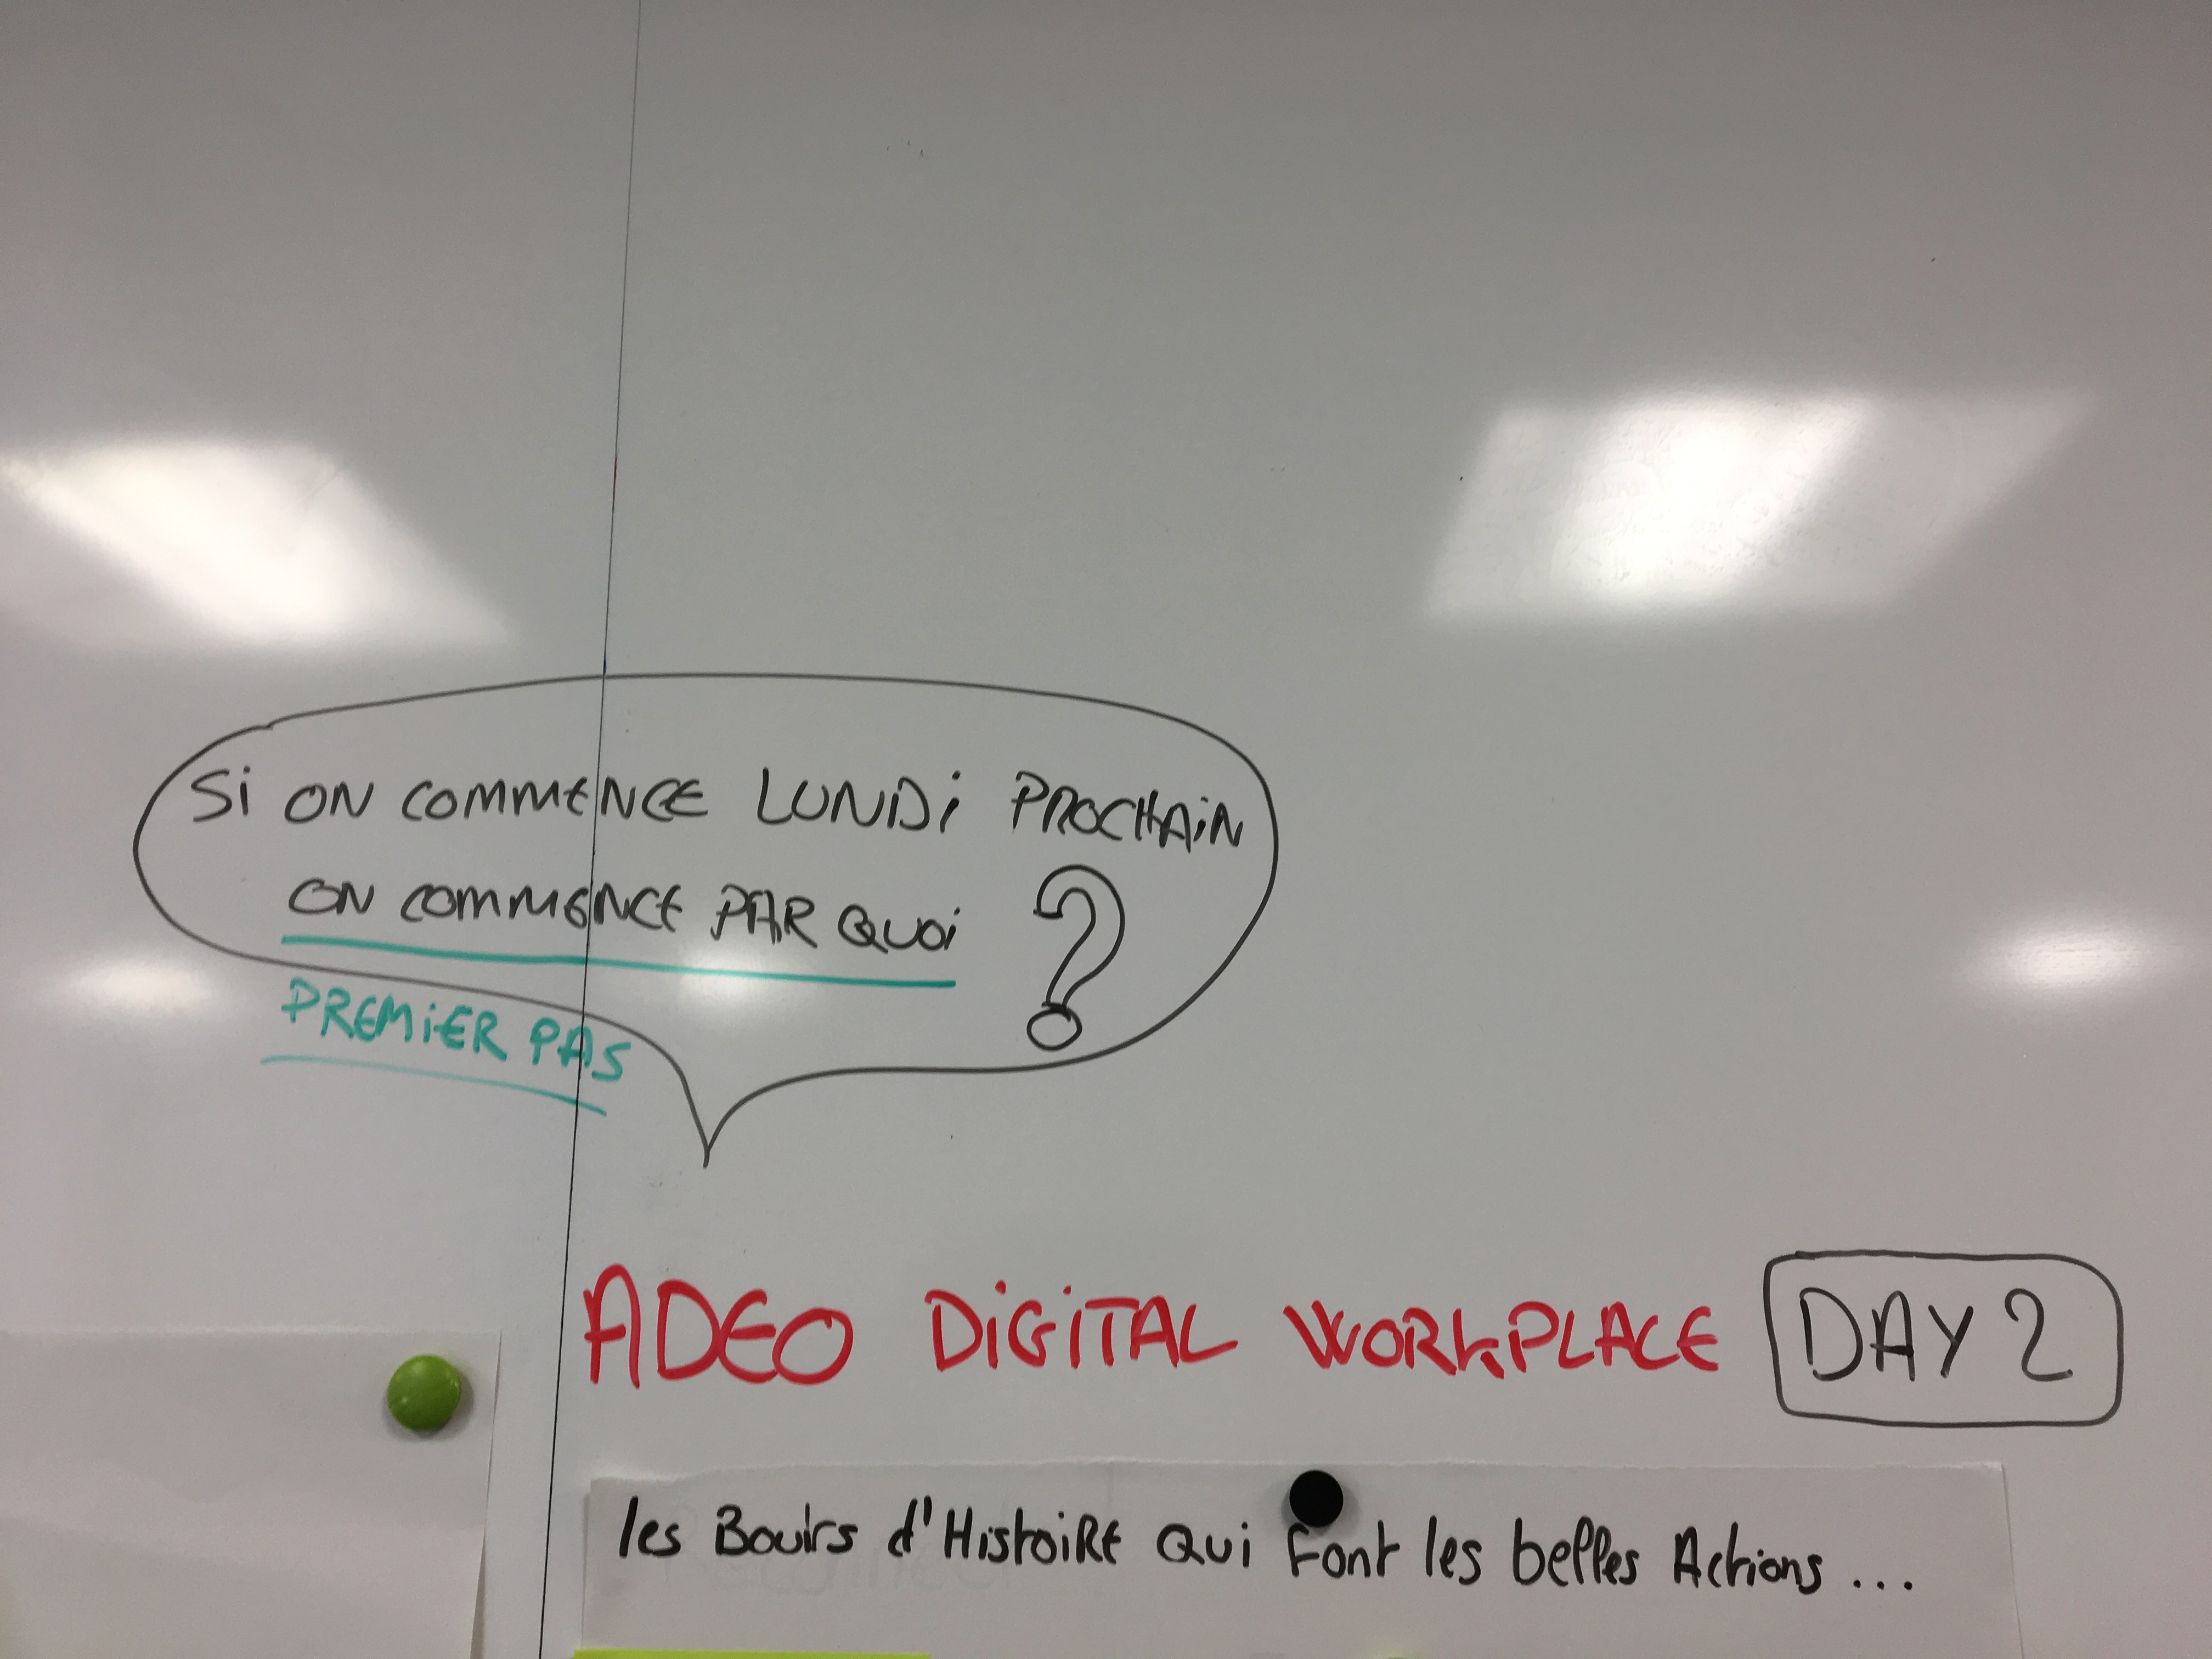 Si ON COMMENCE LUNDi PROCHAiN
ON COMMENCE PAR QUOi ?
PREMiER PAS
ADEO DiGiTAL WORKPLACE DAY 2
les Bouts d'HistoiRE Qui Font les belles Actions ...